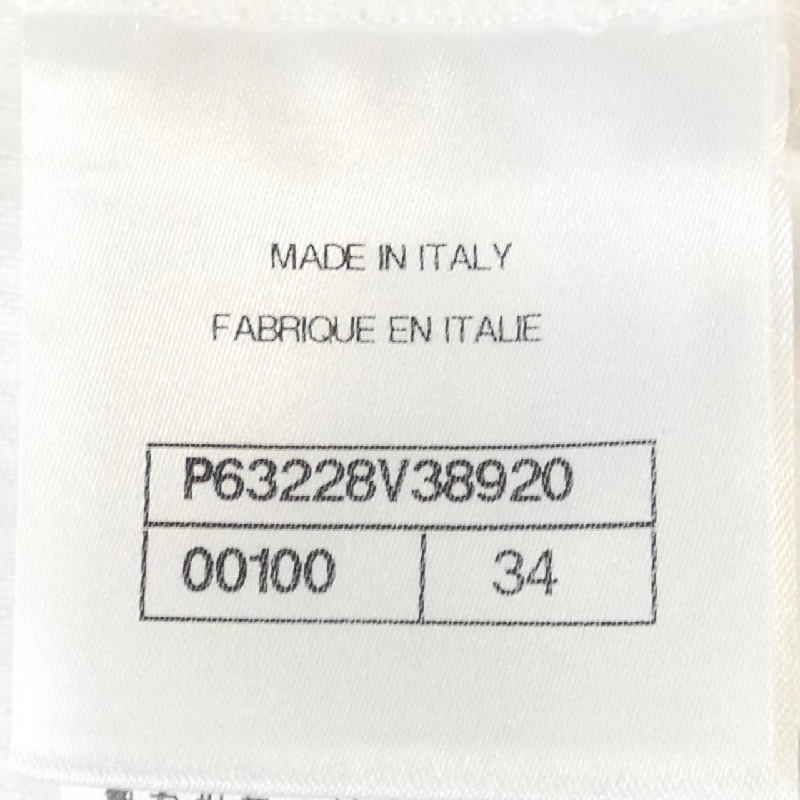 MADE IN ITALY
FABRIQUE EN ITALIE
P63228V38920
00100 34